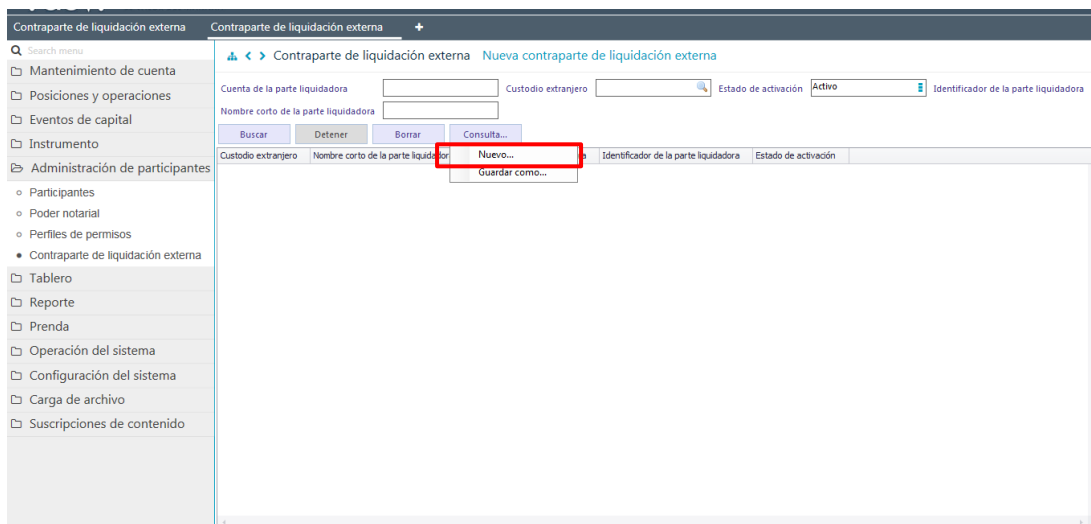 Contraparte de liquidación externa Contraparte de liquidación externa +
Search menu
Contraparte de liquidación externa Nueva contraparte de liquidación externa
Mantenimiento de cuenta
Posiciones y operaciones
Eventos de capital
Instrumento
Administración de participantes
Participantes
Poder notarial
Perfiles de permisos
Contraparte de liquidación externa
Tablero
Reporte
Prenda
Operación del sistema
Configuración del sistema
Carga de archivo
Suscripciones de contenido
Cuenta de la parte liquidadora Custodio extranjero Estado de activación Activo Identificador de la parte liquidadora
Nombre corto de la parte liquidadora
Buscar Detener Borrar Consulta...
Custodio extranjero Nombre corto de la parte liquidador Identificador de la parte liquidadora Estado de activación
Nuevo...
Guardar como...